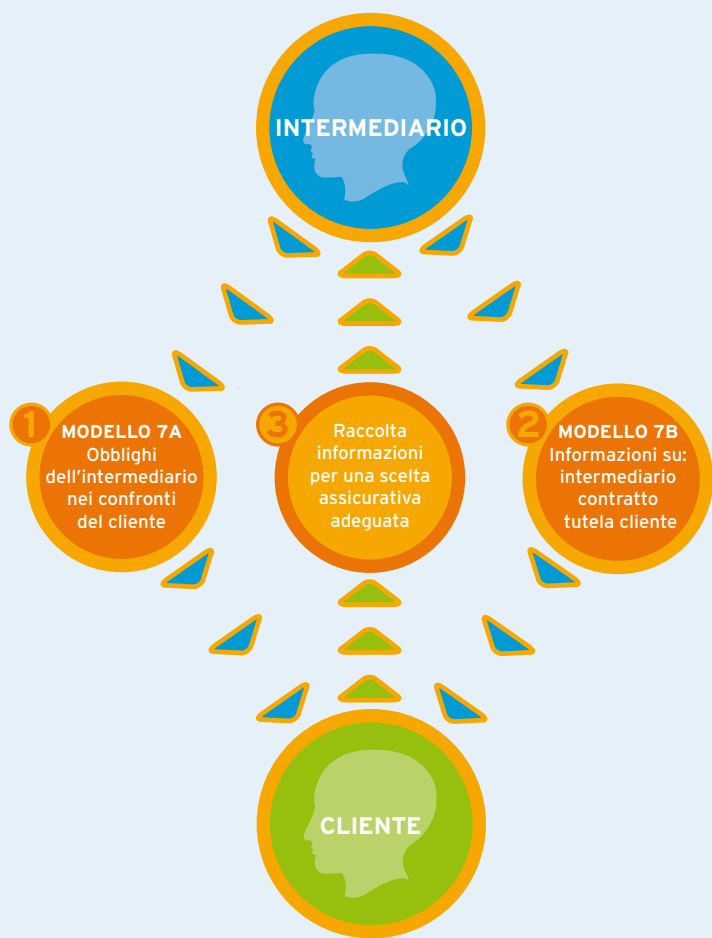 INTERMEDIARIO
1
MODELLO 7A
Obblighi
dell'intermediario
nei confronti
del cliente
3
Raccolta
informazioni
per una scelta
assicurativa
adeguata
2
MODELLO 7B
Informazioni su:
intermediario
contratto
tutela cliente
CLIENTE